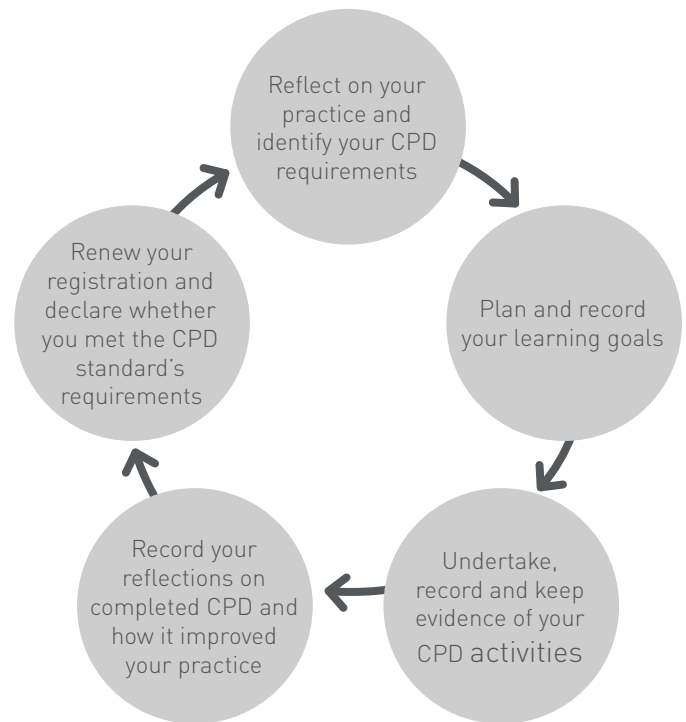 Reflect on your
practice and
identify your CPD
requirements
Plan and record
your learning goals
Undertake,
record and keep
evidence of your
CPD activities
Record your
reflections on
completed CPD and
how it improved
your practice
Renew your
registration and
declare whether
you met the CPD
standard’s
requirements